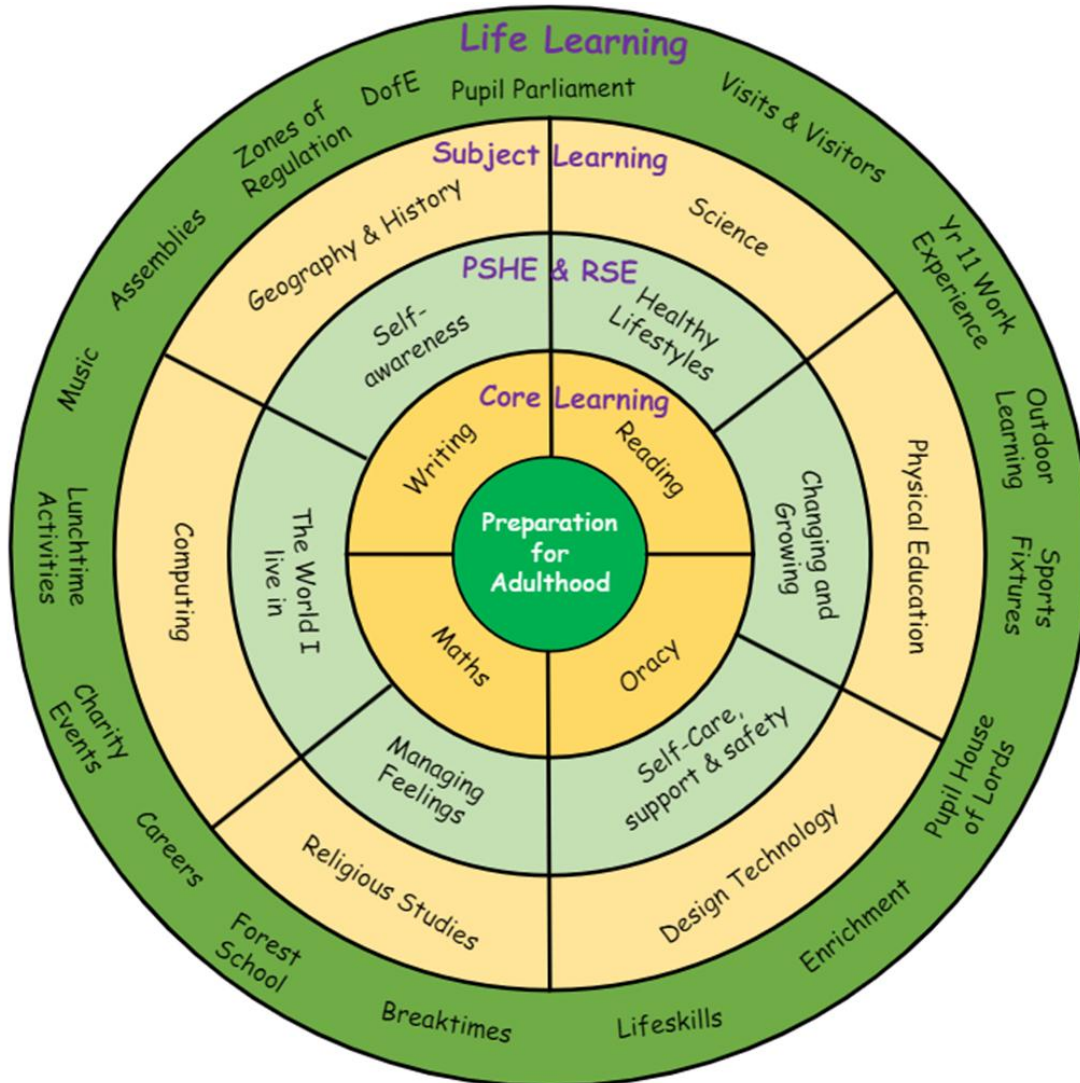 Life Learning
Pupil Parliament
Visits & Visitors
Yr 11 Work
Experience
Outdoor
Learning
Sports
Fixtures
Pupil House
of Lords
Enrichment
Lifeskills
Breaktimes
Forest
School
Careers
Charity
Events
Lunchtime
Activities
Music
Assemblies
Zones of
Regulation
DofE
Subject Learning
Science
Physical Education
Design Technology
Religious Studies
Computing
Geography & History
PSHE & RSE
Healthy
Lifestyles
Changing and
Growing
Self-Care,
support & safety
Managing
Feelings
The World I
live in
Self-
awareness
Core Learning
Reading
Oracy
Maths
Writing
Preparation
for
Adulthood